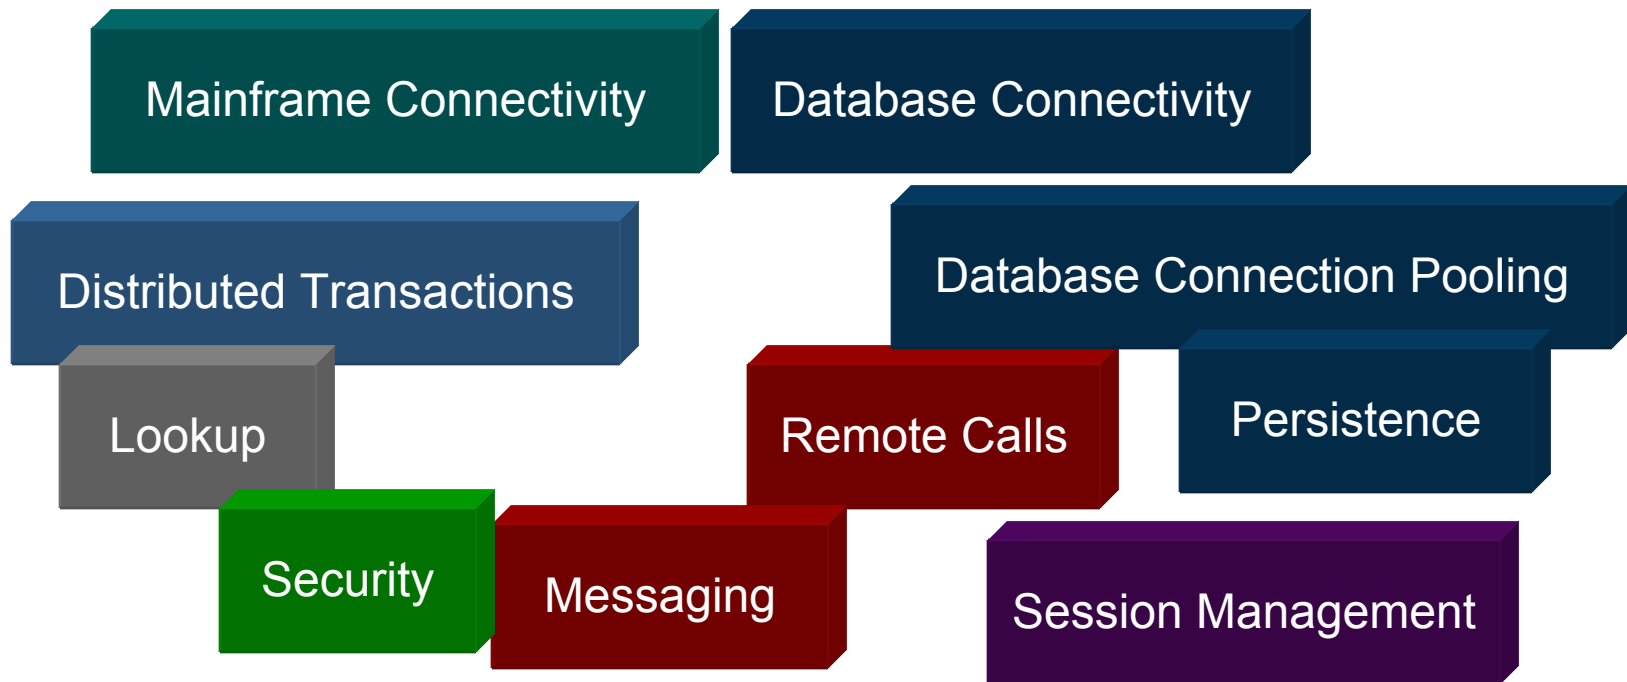 Mainframe Connectivity
Database Connectivity
Distributed Transactions
Database Connection Pooling
Lookup
Remote Calls
Persistence
Security
Messaging
Session Management